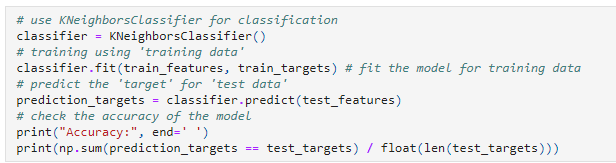 # use KNeighborsClassifier for classification
classifier = KNeighborsClassifier()
# training using 'training data'
classifier.fit(train_features, train_targets) # fit the model for training data
# predict the 'target' for 'test data'
prediction_targets = classifier.predict(test_features)
# check the accuracy of the model
print("Accuracy:", end=' ')
print(np.sum(prediction_targets == test_targets) / float(len(test_targets)))